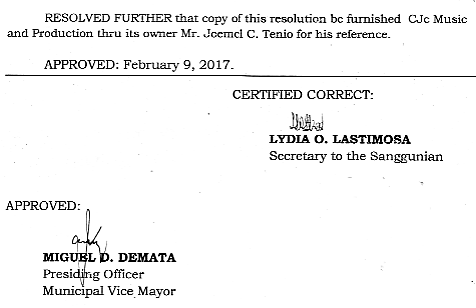 RESOLVED FURTHER that copy of this resolution be furnished CJc Music
and Production thru its owner Mr. Joemel C. Tenio for his reference.
APPROVED: February 9, 2017.
CERTIFIED CORRECT:
LYDIA O. LASTIMOSA
Secretary to the Sanggunian
APPROVED:
MIGUEL D. DEMATA
Presiding Officer
Municipal Vice Mayor